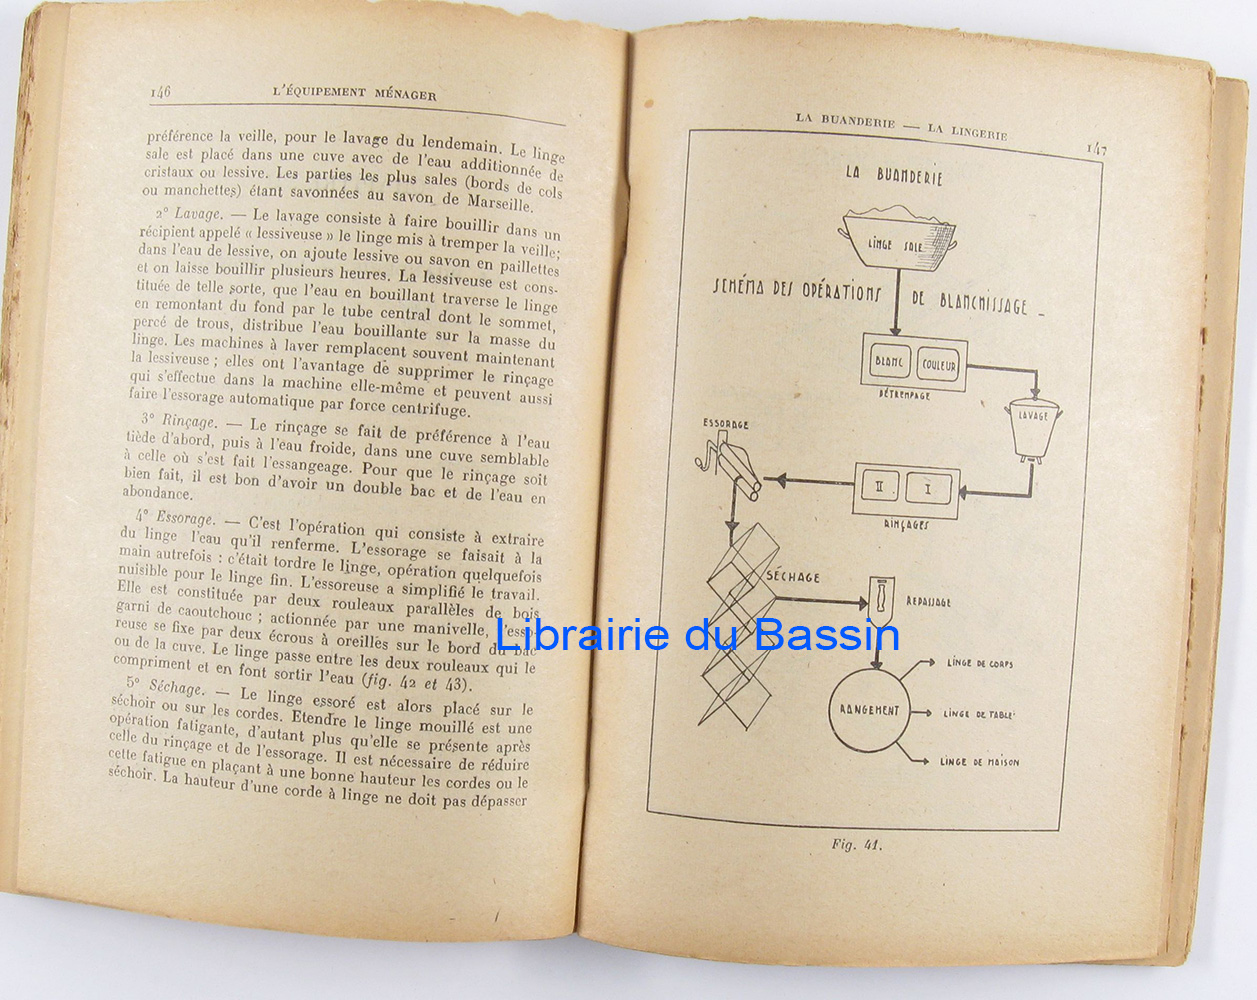 146
L'ÉQUIPEMENT MÉNAGER
préférence la veille, pour le lavage du lendemain. Le linge
sale est placé dans une cuve avec de l'eau additionnée de
cristaux ou lessive. Les parties les plus sales (bords de cols
ou manchettes) étant savonnées au savon de Marseille.
2° Lavage. — Le lavage consiste à faire bouillir dans un
récipient appelé « lessiveuse » le linge mis à tremper la veille;
dans l'eau de lessive, on ajoute lessive ou savon en paillettes
et on laisse bouillir plusieurs heures. La lessiveuse est cons-
tituée de telle sorte, que l'eau en bouillant traverse le linge
en remontant du fond par le tube central dont le sommet,
percé de trous, distribue l'eau bouillante sur la masse du
linge. Les machines à laver remplacent souvent maintenant
la lessiveuse ; elles ont l'avantage de supprimer le rinçage
qui s'effectue dans la machine elle-même et peuvent aussi
faire l'essorage automatique par force centrifuge.
3° Rinçage. — Le rinçage se fait de préférence à l'eau
tiède d'abord, puis à l'eau froide, dans une cuve semblable
à celle où s'est fait l'essangeage. Pour que le rinçage soit
bien fait, il est bon d'avoir un double bac et de l'eau en
abondance.
4° Essorage. — C'est l'opération qui consiste à extraire
du linge l'eau qu'il renferme. L'essorage se faisait à la
main autrefois : c'était tordre le linge, opération quelquefois
nuisible pour le linge fin. L'essoreuse a simplifié le travail.
Elle est constituée par deux rouleaux parallèles de bois
garni de caoutchouc ; actionnée par une manivelle, l'esso-
reuse se fixe par deux écrous à oreilles sur le bord du bac
ou de la cuve. Le linge passe entre les deux rouleaux qui le
compriment et en font sortir l'eau (fig. 42 et 43).
5° Séchage. — Le linge essoré est alors placé sur le
séchoir ou sur les cordes. Etendre le linge mouillé est une
opération fatigante, d'autant plus qu'elle se présente après
celle du rinçage et de l'essorage. Il est nécessaire de réduire
cette fatigue en plaçant à une bonne hauteur les cordes ou le
séchoir. La hauteur d'une corde à linge ne doit pas dépasser
LA BUANDERIE — LA LINGERIE
147
LA BUANDERIE
LINGE SALE
SCHÉMA DES OPÉRATIONS DE BLANCHISSAGE —
BLANC
COULEUR
DÉTREMPAGE
LAVAGE
ESSORAGE
II
I
RINÇAGES
SÉCHAGE
REPASSAGE
LINGE DE CORPS
RANGEMENT
LINGE DE TABLE
LINGE DE MAISON
Fig. 41.
Librairie du Bassin